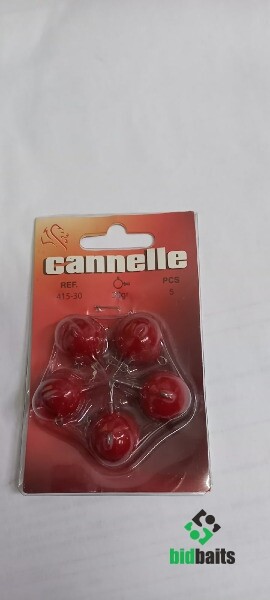 cannelle
REF.
PCS
415-30
5
bidbaits